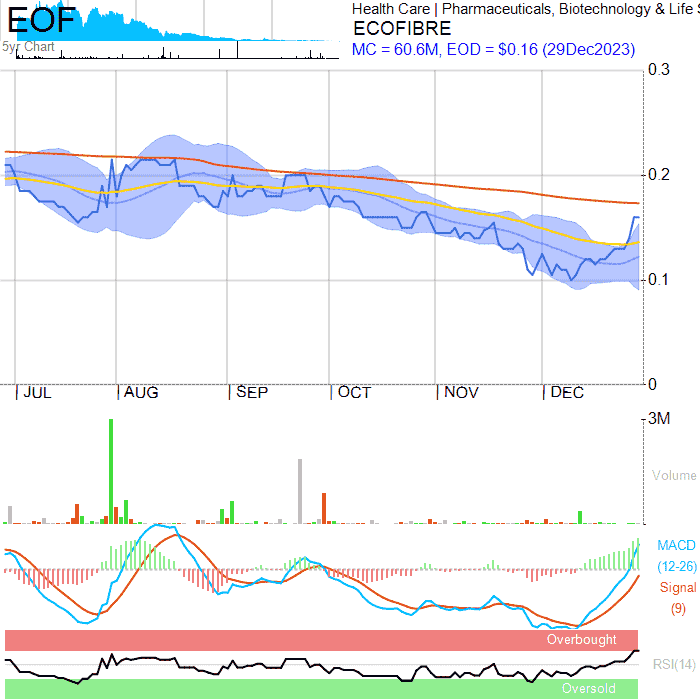 EOF
5yr Chart
Health Care | Pharmaceuticals, Biotechnology & Life
ECOFIBRE
MC = 60.6M, EOD = $0.16 (29Dec2023)
0.3
0.2
0.1
0
JUL AUG SEP OCT NOV DEC
3M
Volume
MACD
(12-26)
Signal
(9)
Overbought
RSI(14)
Oversold